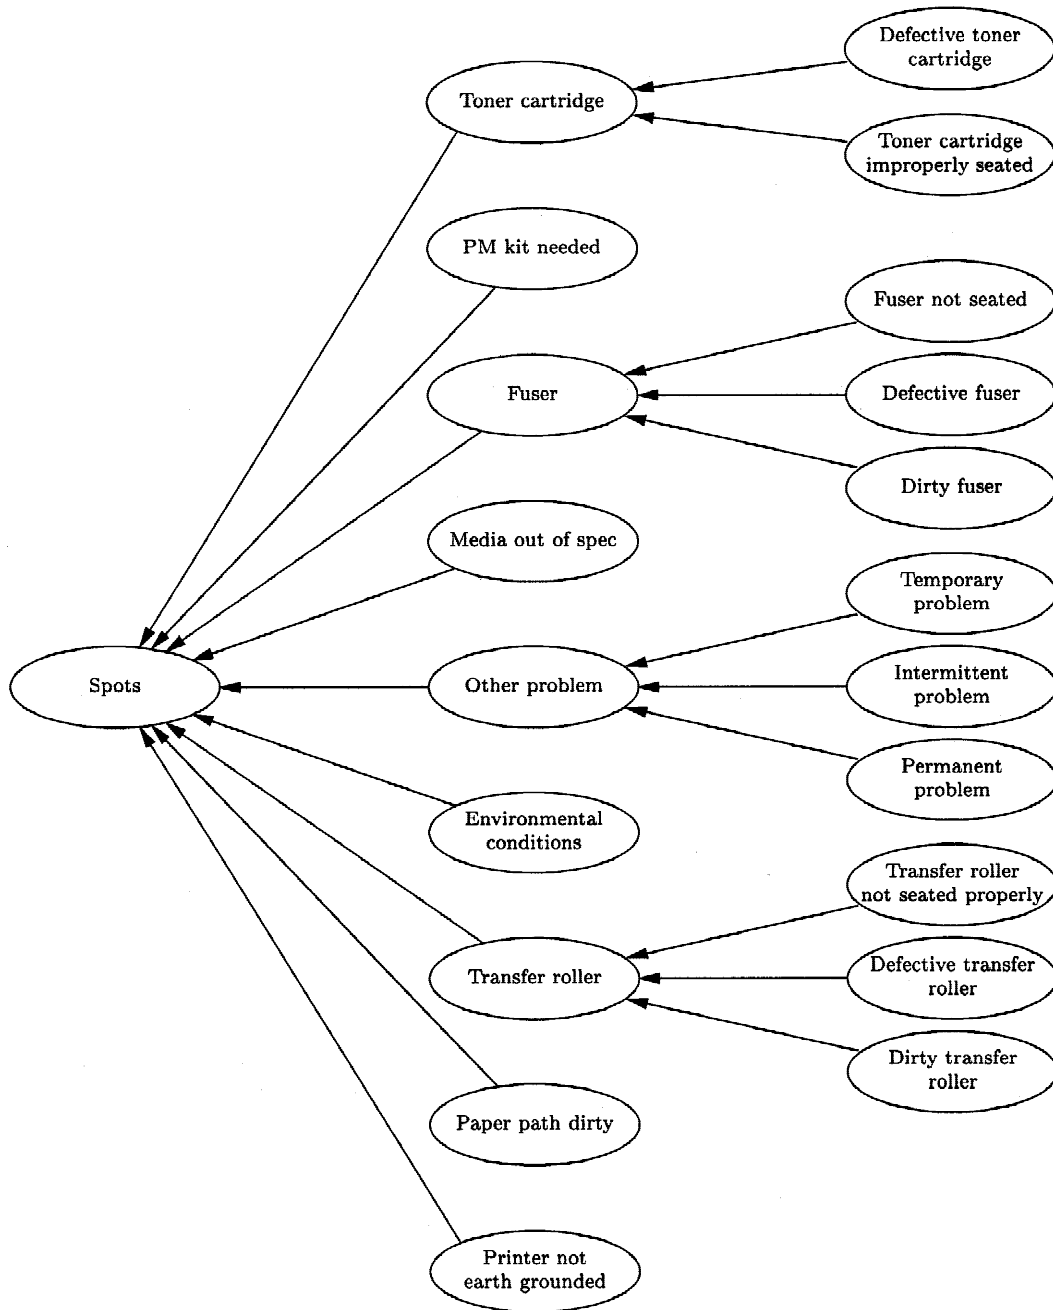 Defective toner
cartridge
Toner cartridge
Toner cartridge
improperly seated
PM kit needed
Fuser not seated
Fuser
Defective fuser
Dirty fuser
Media out of spec
Temporary
problem
Spots
Other problem
Intermittent
problem
Permanent
problem
Environmental
conditions
Transfer roller
not seated properly
Transfer roller
Defective transfer
roller
Dirty transfer
roller
Paper path dirty
Printer not
earth grounded